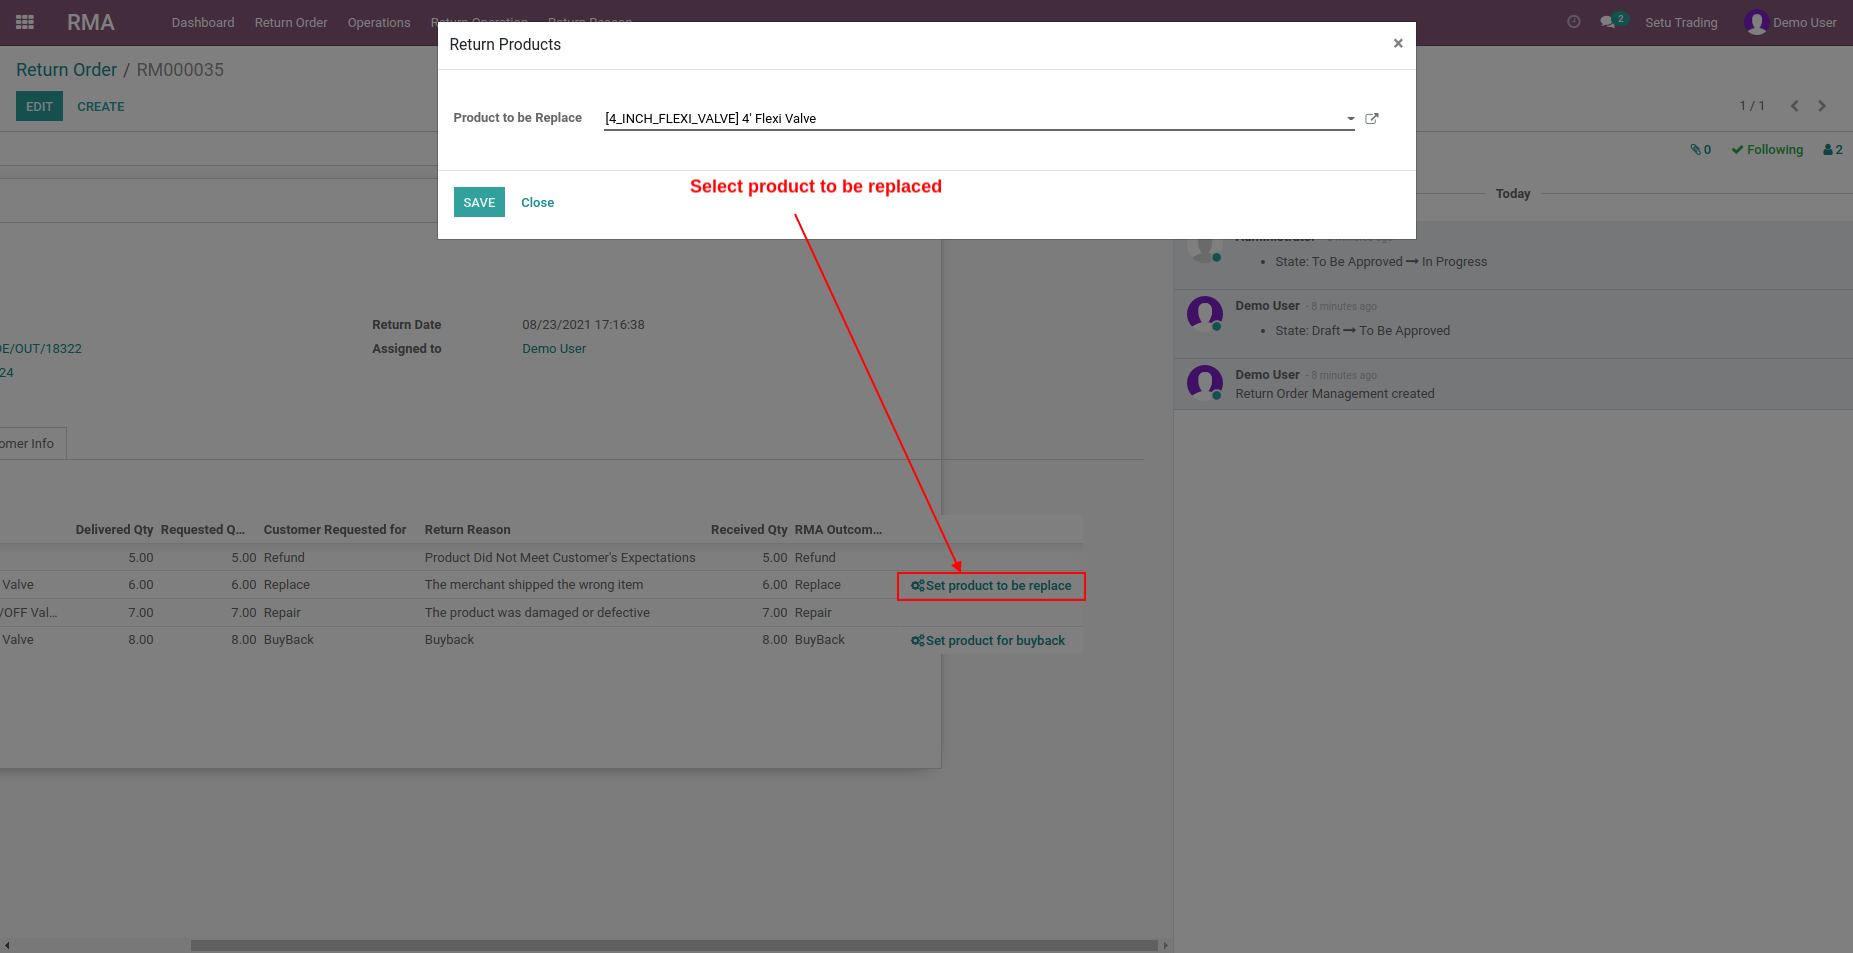 RMA Dashboard Return Order Operations Return Operation Return Reason 2 Setu Trading Demo User
Return Products ×
Return Order / RM000035
EDIT CREATE
1 / 1
Product to be Replace [4_INCH_FLEXI_VALVE] 4' Flexi Valve
0 Following 2
Select product to be replaced
SAVE Close
Today
Administrator
State: To Be Approved → In Progress
Demo User - 8 minutes ago
State: Draft → To Be Approved
Demo User - 8 minutes ago
Return Order Management created
Return Date 08/23/2021 17:16:38
DE/OUT/18322 Assigned to Demo User
24
omer Info
Delivered Qty Requested Q... Customer Requested for Return Reason Received Qty RMA Outcom...
5.00 5.00 Refund Product Did Not Meet Customer's Expectations 5.00 Refund
Valve 6.00 6.00 Replace The merchant shipped the wrong item 6.00 Replace Set product to be replace
/OFF Val... 7.00 7.00 Repair The product was damaged or defective 7.00 Repair
Valve 8.00 8.00 BuyBack Buyback 8.00 BuyBack Set product for buyback